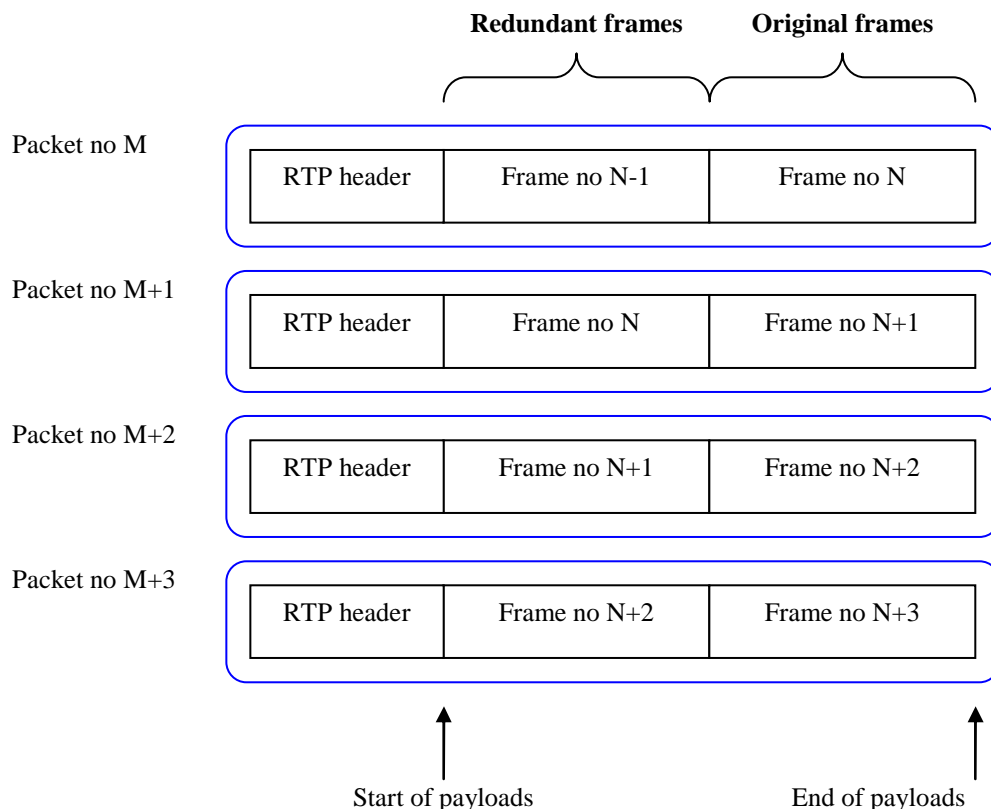 Redundant frames Original frames
Packet no M
RTP header Frame no N-1 Frame no N
Packet no M+1
RTP header Frame no N Frame no N+1
Packet no M+2
RTP header Frame no N+1 Frame no N+2
Packet no M+3
RTP header Frame no N+2 Frame no N+3
Start of payloads End of payloads